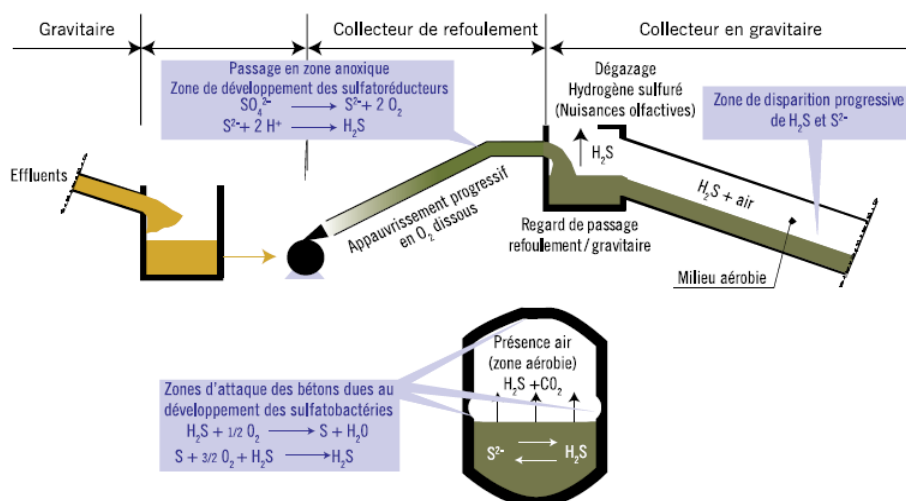 Gravitaire
Collecteur de refoulement
Collecteur en gravitaire
Passage en zone anoxique
Zone de développement des sulfatoréducteurs
SO₄²⁻ → S²⁻+ 2 O₂
S²⁻+ 2 H⁺ → H₂S
Dégazage
Hydrogène sulfuré
(Nuisances olfactives)
Zone de disparition progressive
de H₂S et S²⁻
H₂S
Effluents
Appauvrissement progressif
en O₂ dissous
H₂S + air
Regard de passage
refoulement/gravitaire
Milieu aérobie
Présence air
(zone aérobie)
H₂S +CO₂
Zones d'attaque des bétons dues au
développement des sulfatobactéries
H₂S + 1/2 O₂ → S + H₂O
S + 3/2 O₂ + H₂S → H₂S
S²⁻ ⇄ H₂S